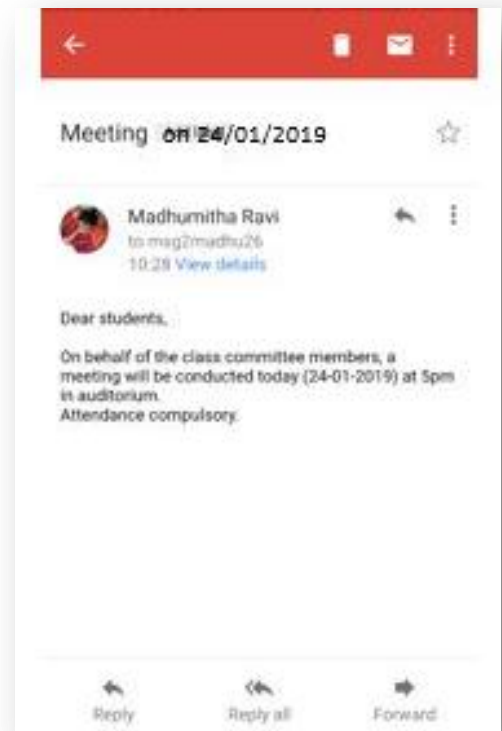 Meeting on 24/01/2019
Madhumitha Ravi
to msg2madhu26
10:28 View details
Dear students,
On behalf of the class committee members, a
meeting will be conducted today (24-01-2019) at 5pm
in auditorium.
Attendance compulsory.
Reply
Reply all
Forward